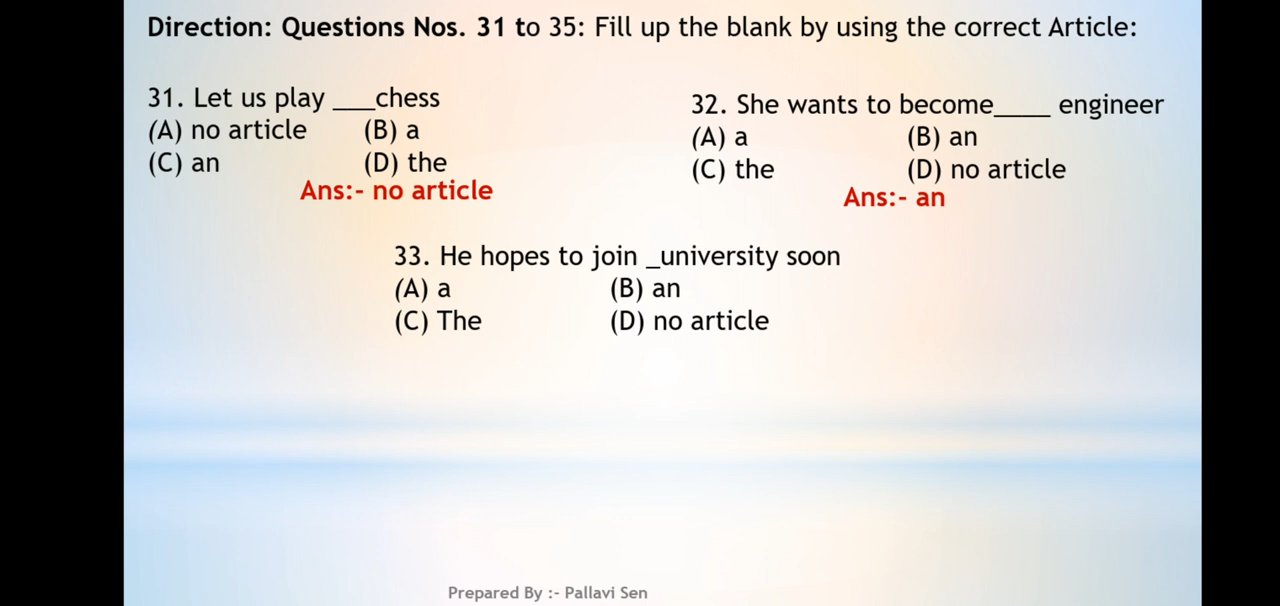 Direction: Questions Nos. 31 to 35: Fill up the blank by using the correct Article:
31. Let us play ___chess
(A) no article (B) a
(C) an (D) the
Ans:- no article
32. She wants to become____ engineer
(A) a (B) an
(C) the (D) no article
Ans:- an
33. He hopes to join _university soon
(A) a (B) an
(C) The (D) no article
Prepared By :- Pallavi Sen